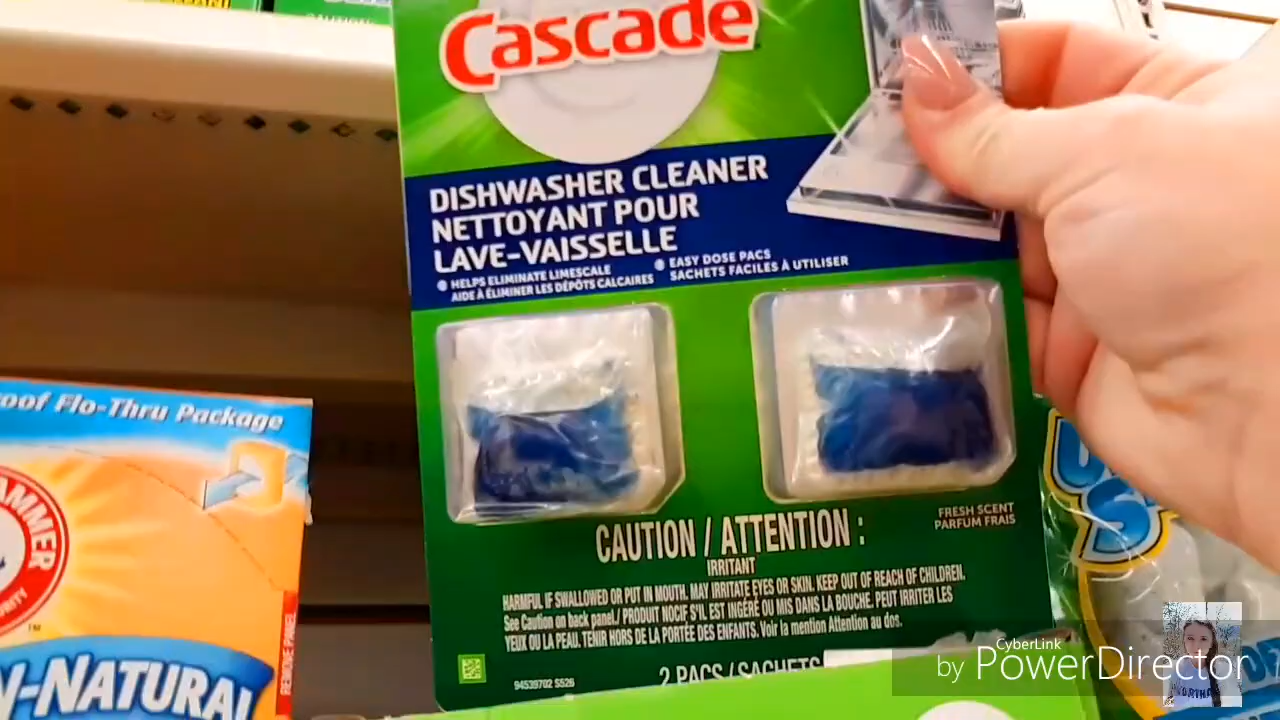 Cascade
DISHWASHER CLEANER
NETTOYANT POUR
LAVE-VAISSELLE
HELPS ELIMINATE LIMESCALE
AIDE À ÉLIMINER LES DÉPÔTS CALCAIRES
EASY DOSE PACS
SACHETS FACILES À UTILISER
FRESH SCENT
PARFUM FRAIS
CAUTION / ATTENTION :
IRRITANT
HARMFUL IF SWALLOWED OR PUT IN MOUTH. MAY IRRITATE EYES OR SKIN. KEEP OUT OF REACH OF CHILDREN.
See Caution on back panel./ PRODUIT NOCIF S'IL EST INGÉRÉ OU MIS DANS LA BOUCHE. PEUT IRRITER LES
YEUX OU LA PEAU. TENIR HORS DE LA PORTÉE DES ENFANTS. Voir la mention Attention au dos.
94539702 S526
2 PACS / SACHETS
oof Flo-Thru Package
AMMER
TM
-NATURAL
REMOVE PANEL
CyberLink
by PowerDirector